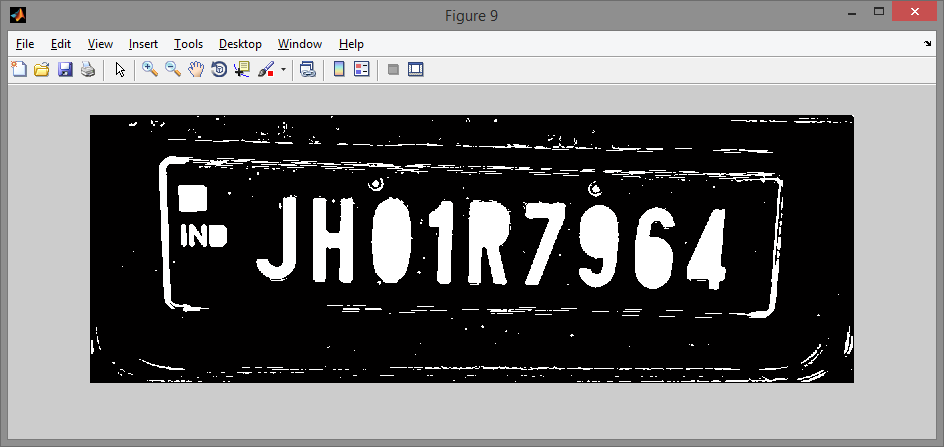 Figure 9
File Edit View Insert Tools Desktop Window Help
IND
JH01R7964